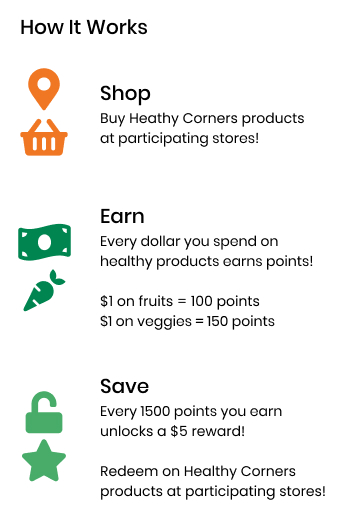 How It Works
Shop
Buy Heathy Corners products
at participating stores!
Earn
Every dollar you spend on
healthy products earns points!
$1 on fruits = 100 points
$1 on veggies = 150 points
Save
Every 1500 points you earn
unlocks a $5 reward!
Redeem on Healthy Corners
products at participating stores!